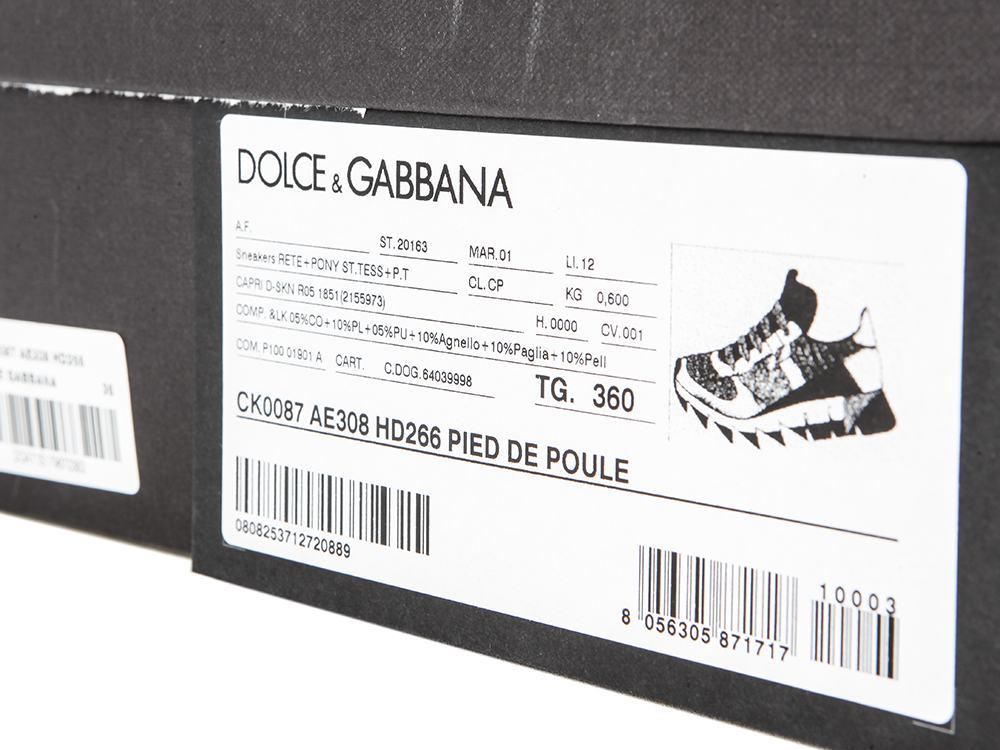 DOLCE & GABBANA
A.F. ST. 20163 MAR. 01 LI. 12
Sneakers RETE+PONY ST.TESS+P.T CL.CP KG 0,600
CAPRI D-SKN R05 1851(2155973) H. 0000 CV. 001
COMP. &LK 05%CO+10%PL+05%PU+10%Agnello+10%Paglia+10%Pell
COM. P100 01901 A CART. C.DOG. 64039998 TG. 360
CK0087 AE308 HD266 PIED DE POULE
0808253712720889
10003
8 056305 871717
AE308 HD266
GABBANA 36